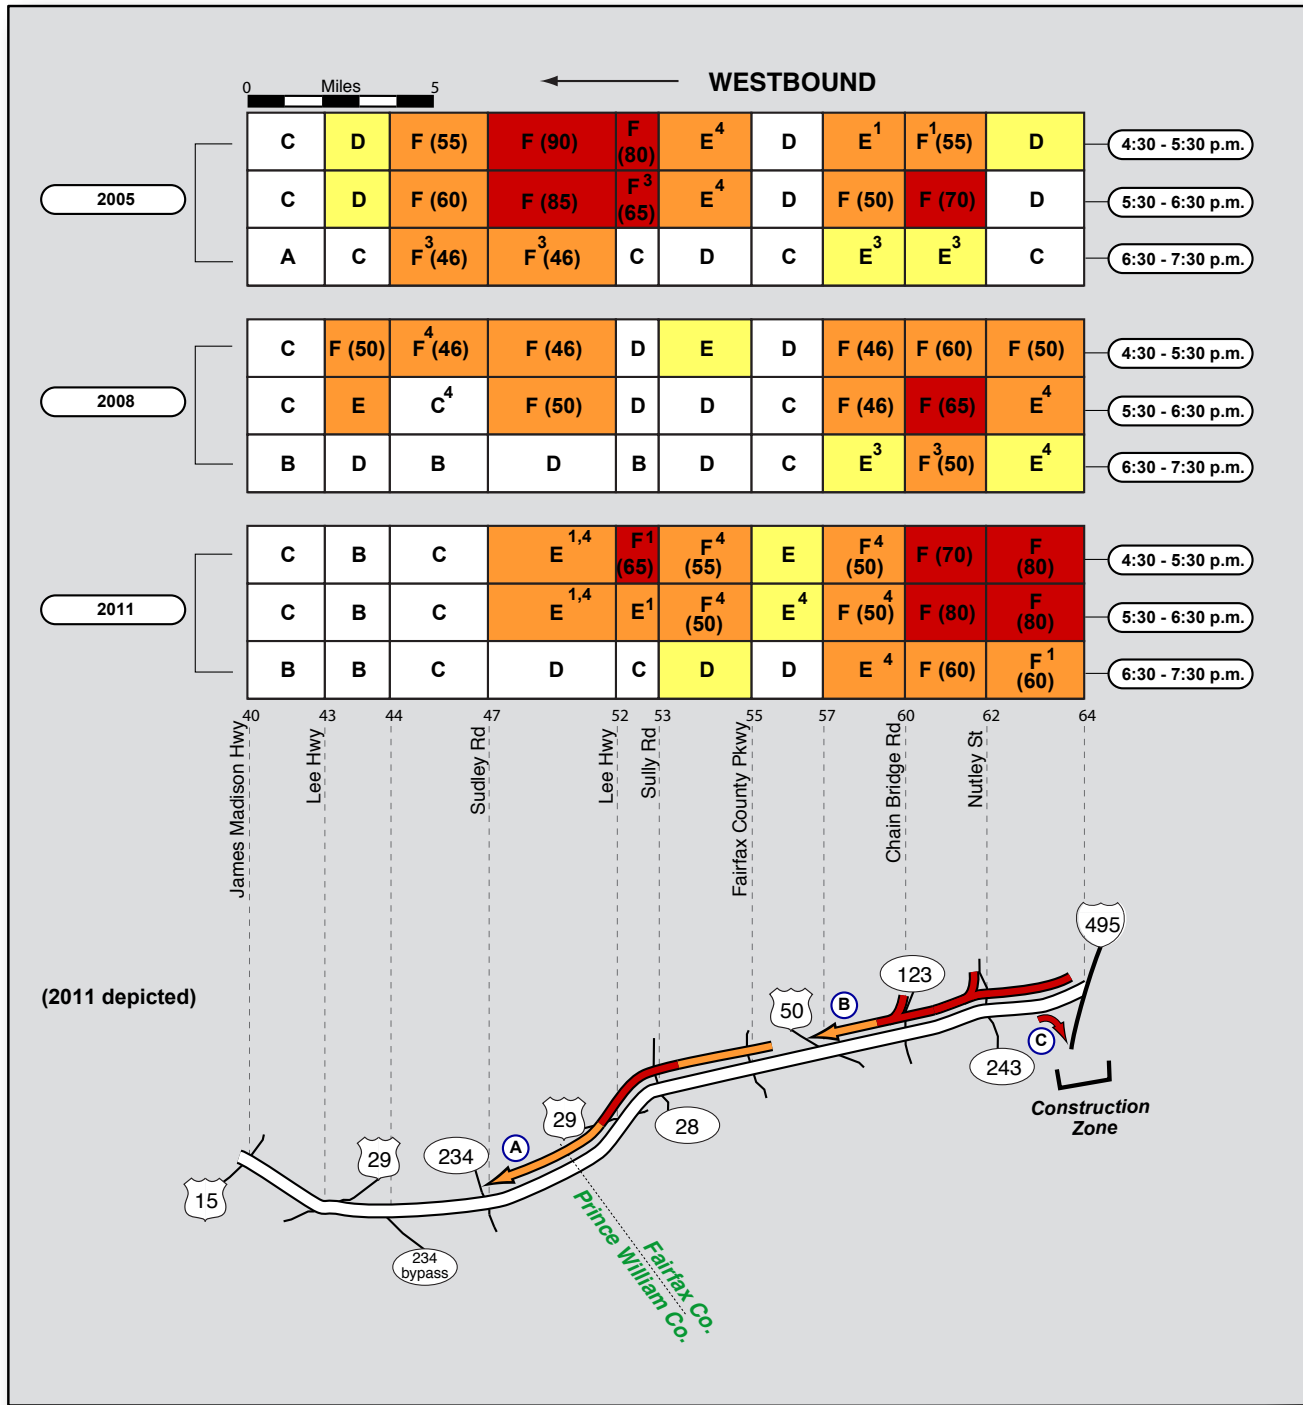 0 Miles 5
WESTBOUND
2005
C D F (55) F (90) F (80) E4 D E1 F1(55) D 4:30 - 5:30 p.m.
C D F (60) F (85) F3 (65) E4 D F (50) F (70) D 5:30 - 6:30 p.m.
A C F3(46) F3(46) C D C E3 E3 C 6:30 - 7:30 p.m.
2008
C F (50) F4(46) F (46) D E D F (46) F (60) F (50) 4:30 - 5:30 p.m.
C E C4 F (50) D D C F (46) F (65) E4 5:30 - 6:30 p.m.
B D B D B D C E3 F3(50) E4 6:30 - 7:30 p.m.
2011
C B C E1,4 F1 (65) F4 (55) E F4 (50) F (70) F (80) 4:30 - 5:30 p.m.
C B C E1,4 E1 F4 (50) E4 F (50)4 F (80) F (80) 5:30 - 6:30 p.m.
B B C D C D D E4 F (60) F1 (60) 6:30 - 7:30 p.m.
40 43 44 47 52 53 55 57 60 62 64
James Madison Hwy
Lee Hwy
Sudley Rd
Lee Hwy
Sully Rd
Fairfax County Pkwy
Chain Bridge Rd
Nutley St
495
(2011 depicted)
123
50
B
C
243
Construction
Zone
29
28
A
29
234
15
234
bypass
Fairfax Co.
Prince William Co.